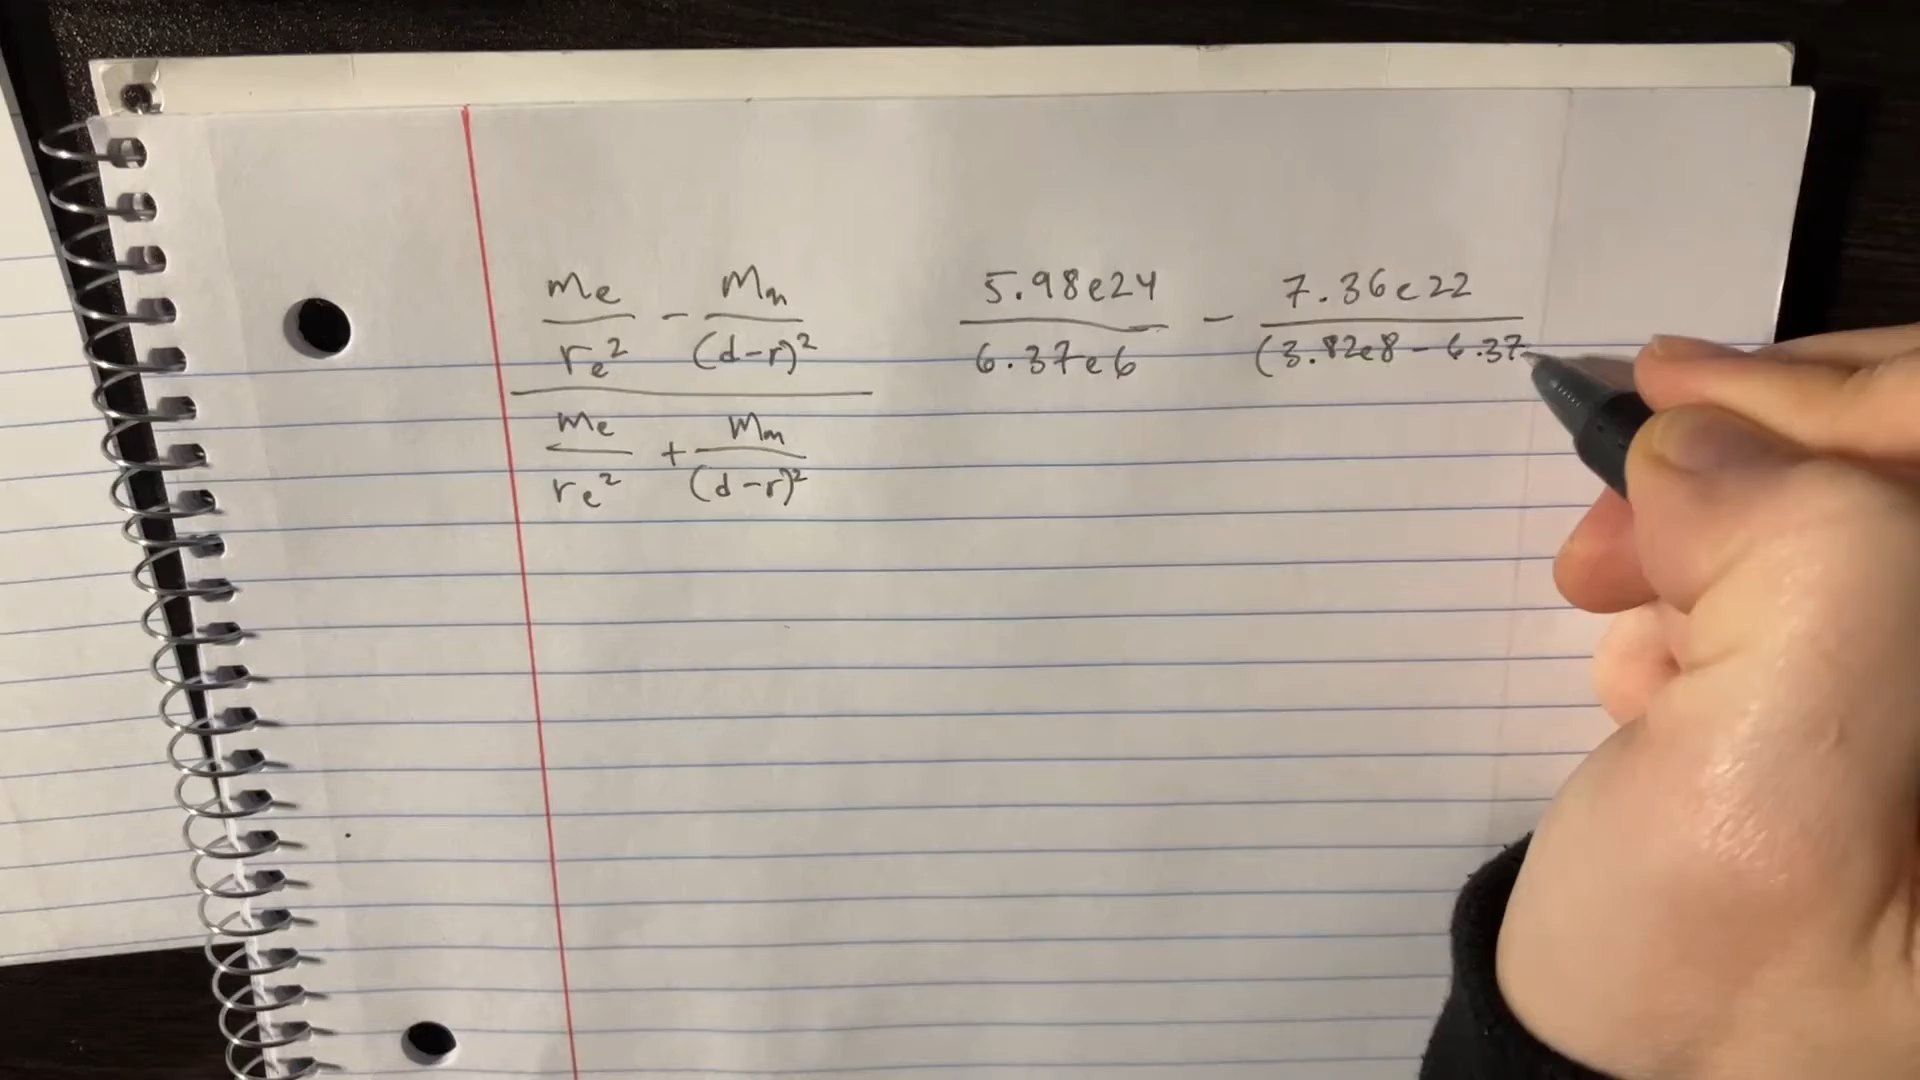 me/re² - Mm/(d-r)²
me/re² + Mm/(d-r)²
5.98e24/6.37e6 - 7.36e22/(3.82e8 - 6.37